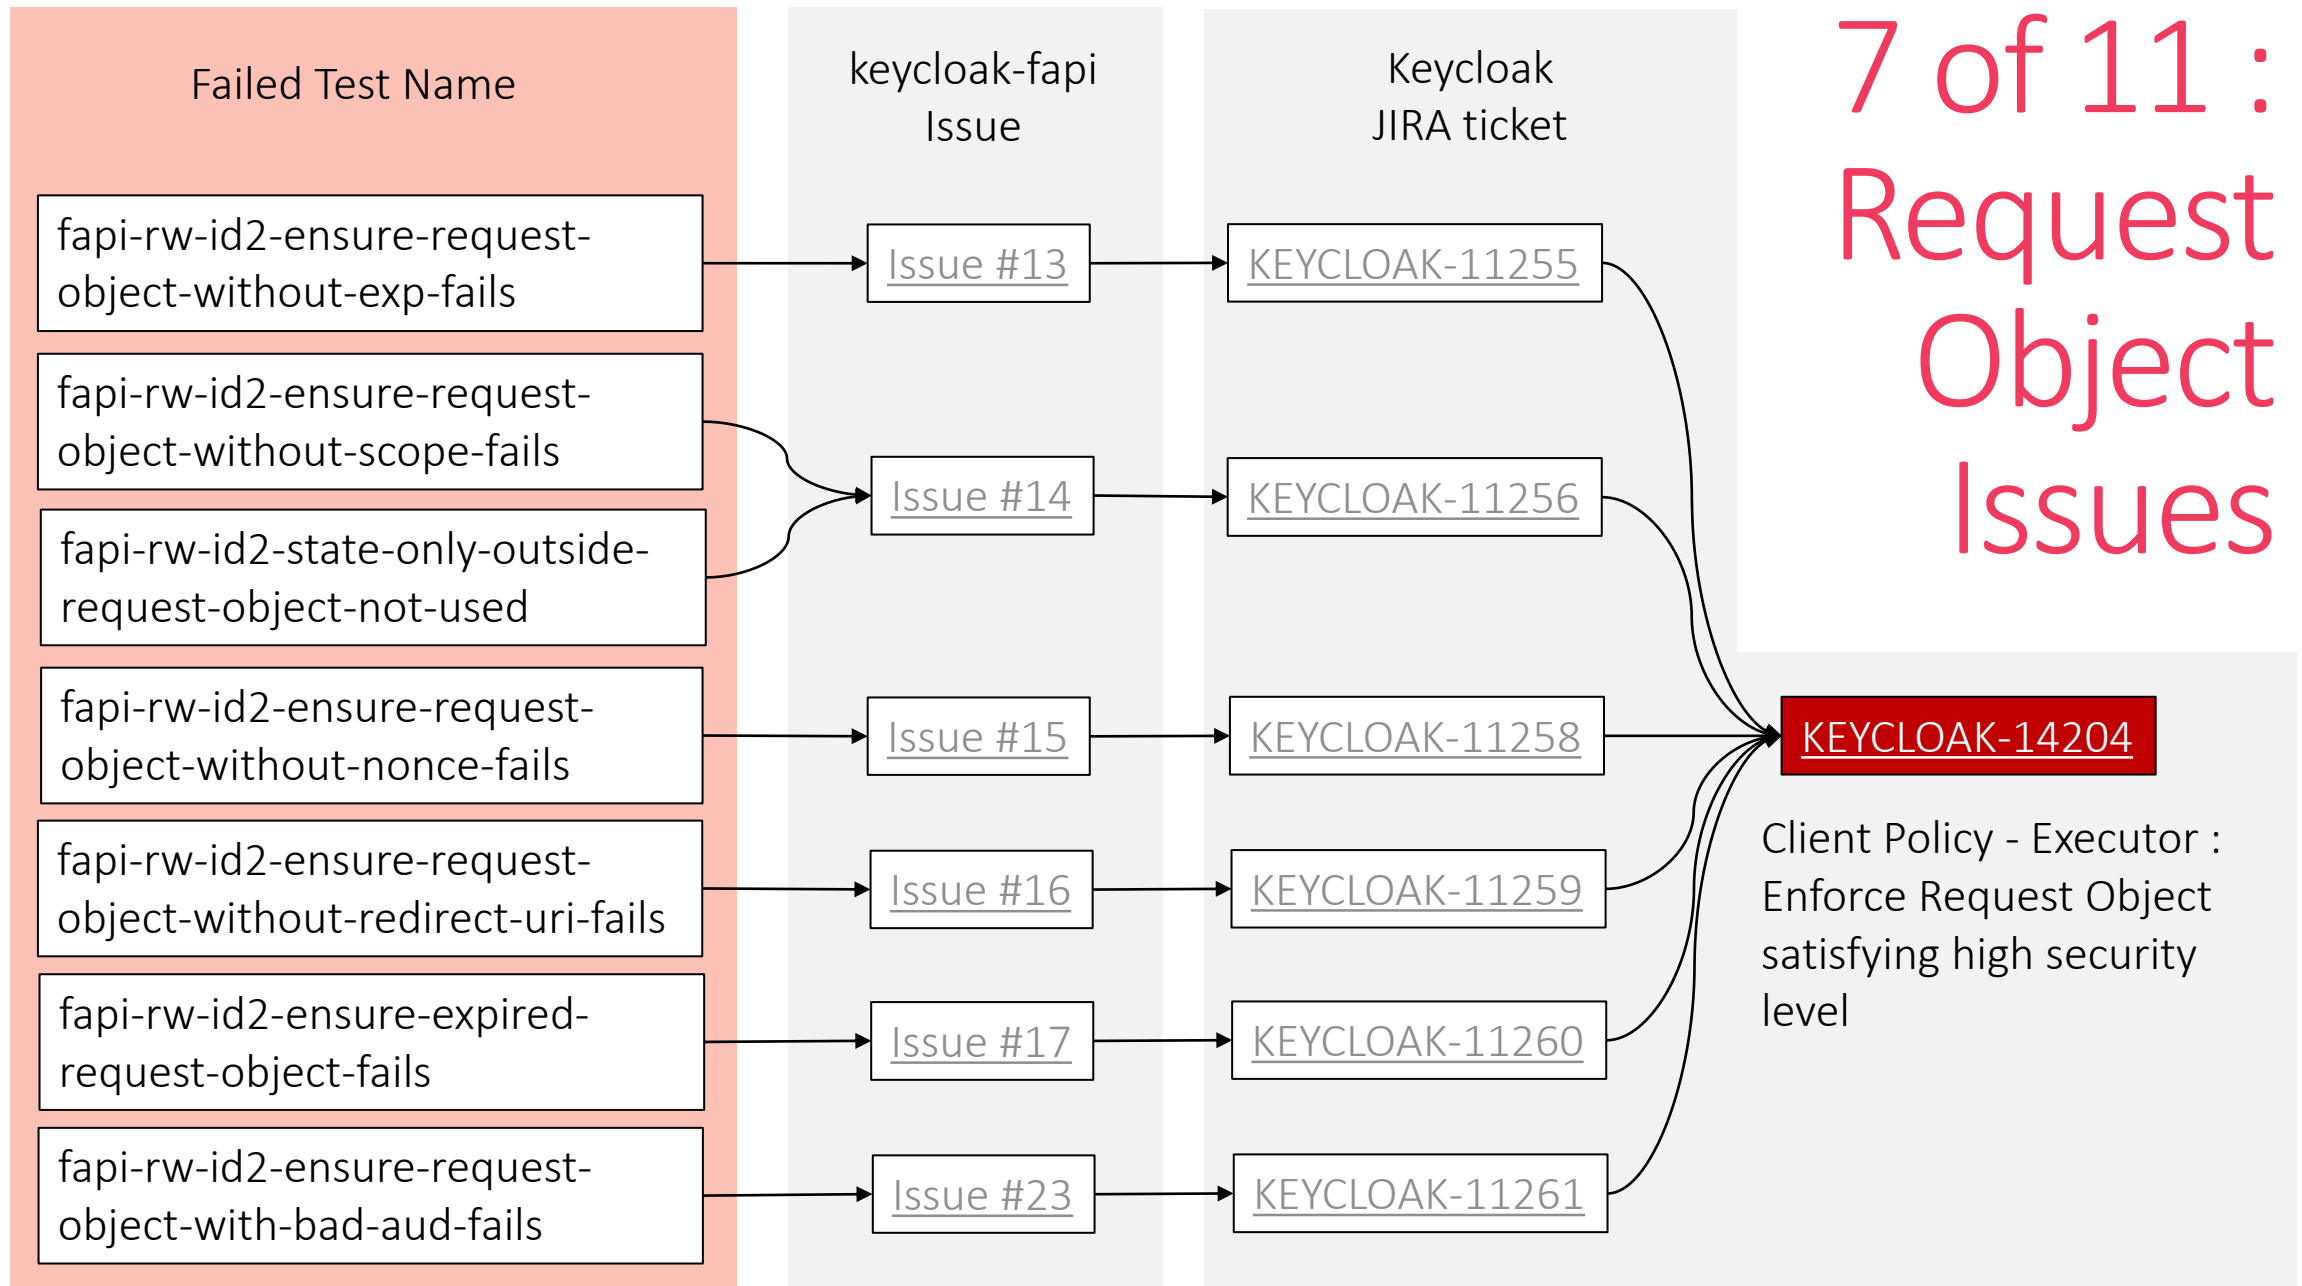 7 of 11 :
Request
Object
Issues
Failed Test Name
keycloak-fapi
Issue
Keycloak
JIRA ticket
fapi-rw-id2-ensure-request-
object-without-exp-fails
Issue #13
KEYCLOAK-11255
fapi-rw-id2-ensure-request-
object-without-scope-fails
Issue #14
KEYCLOAK-11256
fapi-rw-id2-state-only-outside-
request-object-not-used
fapi-rw-id2-ensure-request-
object-without-nonce-fails
Issue #15
KEYCLOAK-11258
KEYCLOAK-14204
Client Policy - Executor :
Enforce Request Object
satisfying high security
level
fapi-rw-id2-ensure-request-
object-without-redirect-uri-fails
Issue #16
KEYCLOAK-11259
fapi-rw-id2-ensure-expired-
request-object-fails
Issue #17
KEYCLOAK-11260
fapi-rw-id2-ensure-request-
object-with-bad-aud-fails
Issue #23
KEYCLOAK-11261